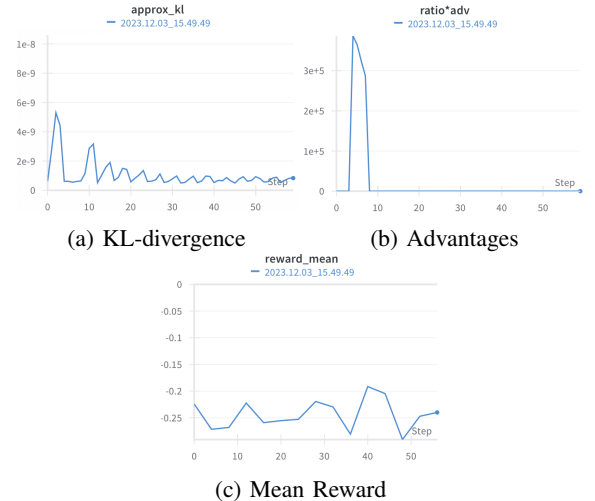 approx_kl
2023.12.03_15.49.49
1e-8
8e-9
6e-9
4e-9
2e-9
0
Step
0 10 20 30 40 50
(a) KL-divergence
ratio*adv
2023.12.03_15.49.49
3e+5
2e+5
1e+5
0
Step
0 10 20 30 40 50
(b) Advantages
reward_mean
2023.12.03_15.49.49
0
-0.05
-0.1
-0.15
-0.2
-0.25
Step
0 10 20 30 40 50
(c) Mean Reward